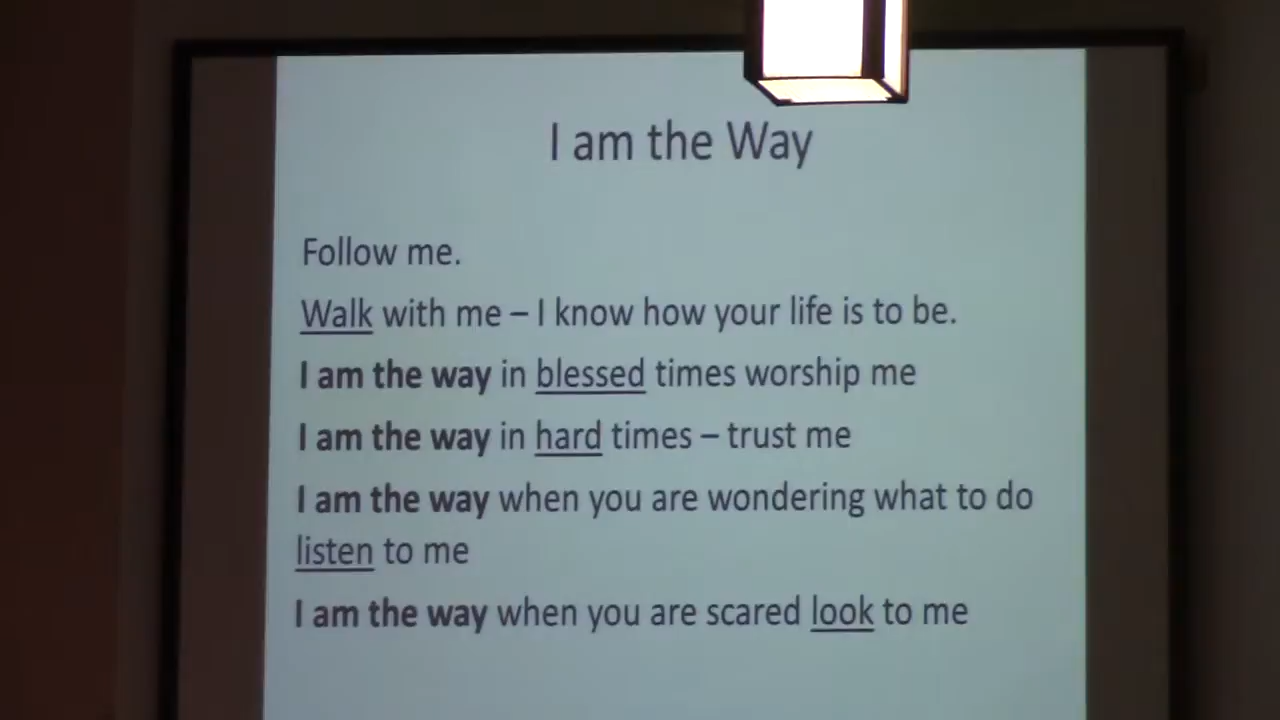 I am the Way
Follow me.
Walk with me – I know how your life is to be.
I am the way in blessed times worship me
I am the way in hard times – trust me
I am the way when you are wondering what to do
listen to me
I am the way when you are scared look to me